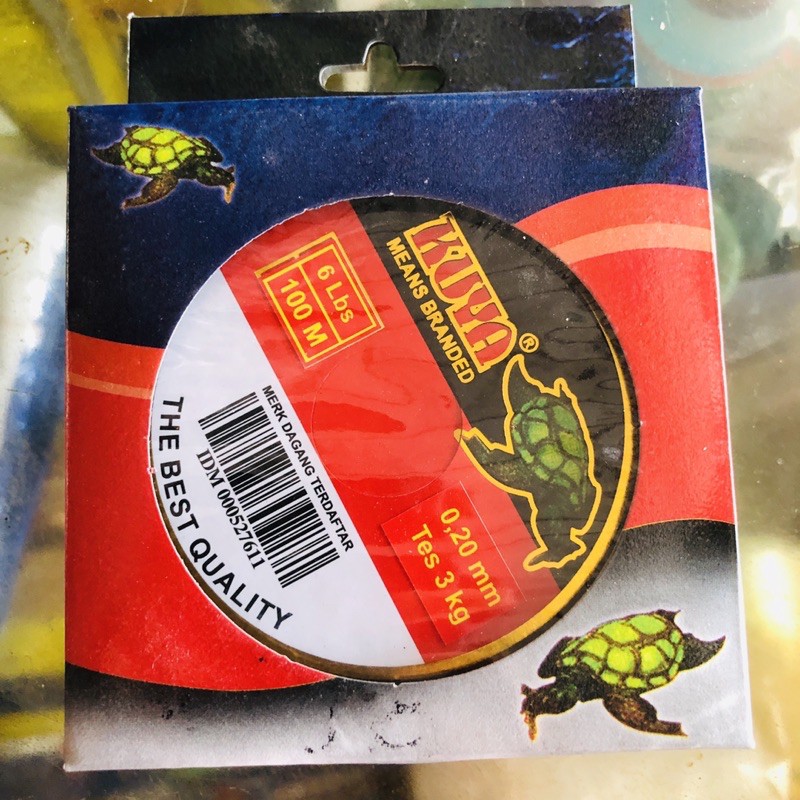 KUYA®
MEANS BRANDED
6 Lbs
100 M
0,20 mm
Tes 3 kg
MERK DAGANG TERDAFTAR
IDM 000527611
THE BEST QUALITY